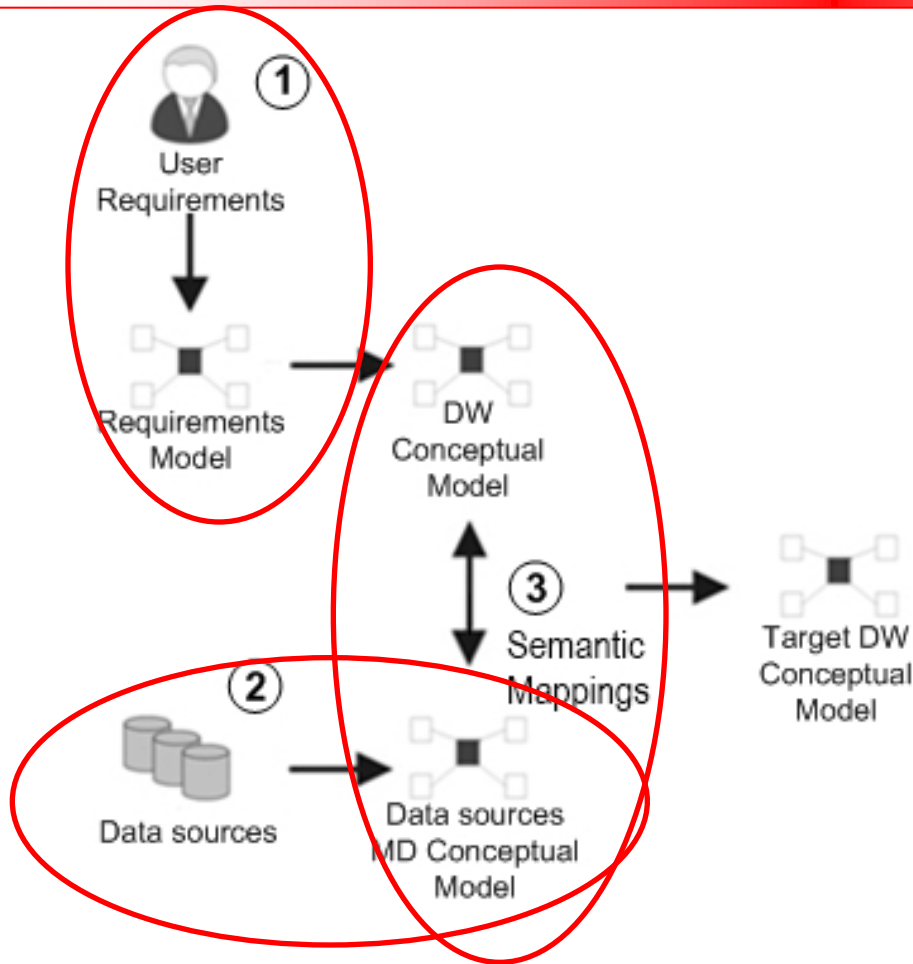 1
User
Requirements
Requirements
Model
DW
Conceptual
Model
3
Semantic
Mappings
Target DW
Conceptual
Model
2
Data sources
Data sources
MD Conceptual
Model